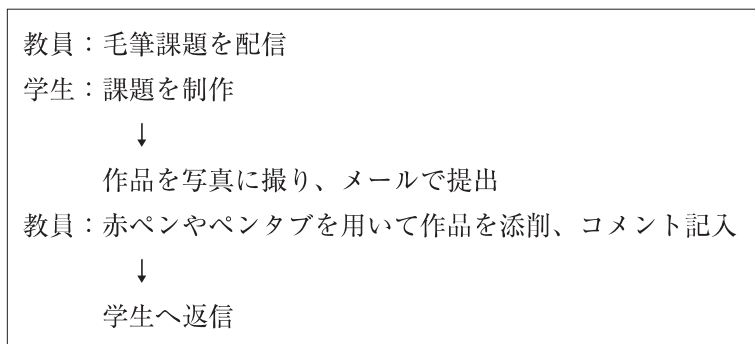 教員：毛筆課題を配信
学生：課題を制作
↓
作品を写真に撮り、メールで提出
教員：赤ペンやペンタブを用いて作品を添削、コメント記入
↓
学生へ返信